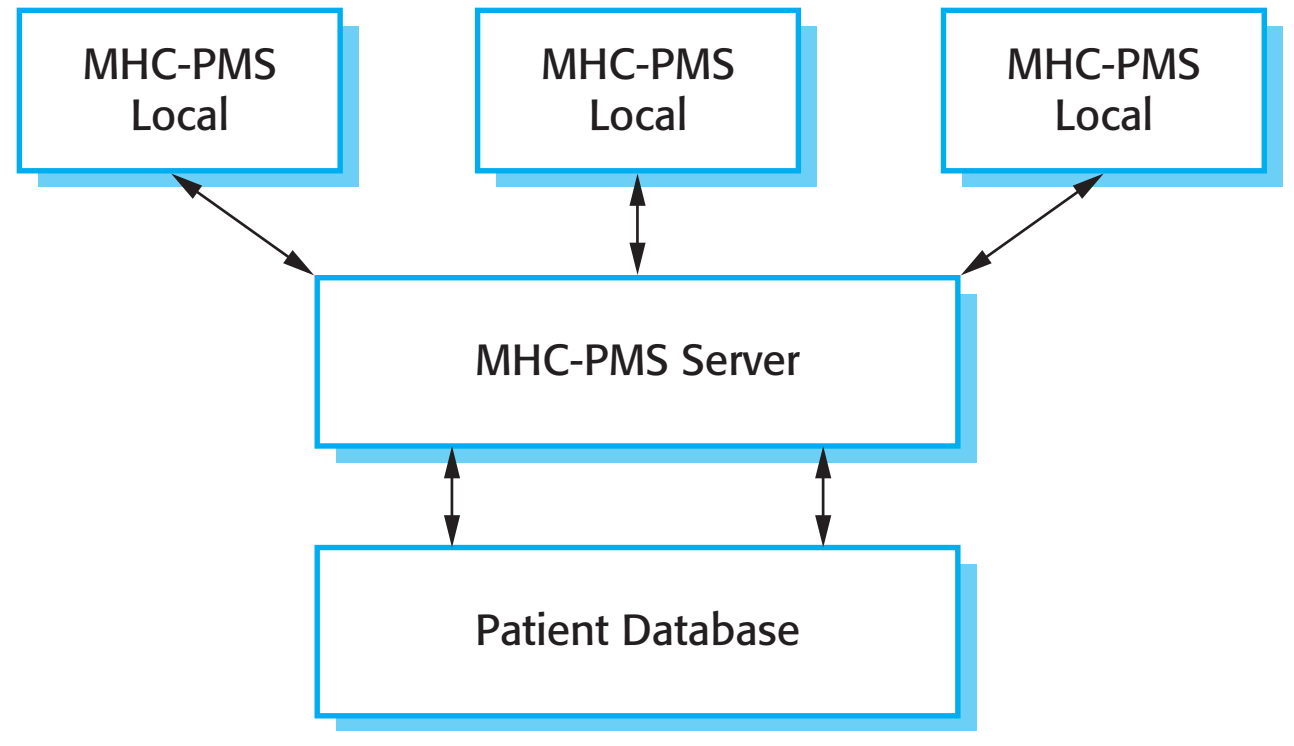 MHC-PMS
Local
MHC-PMS
Local
MHC-PMS
Local
MHC-PMS Server
Patient Database